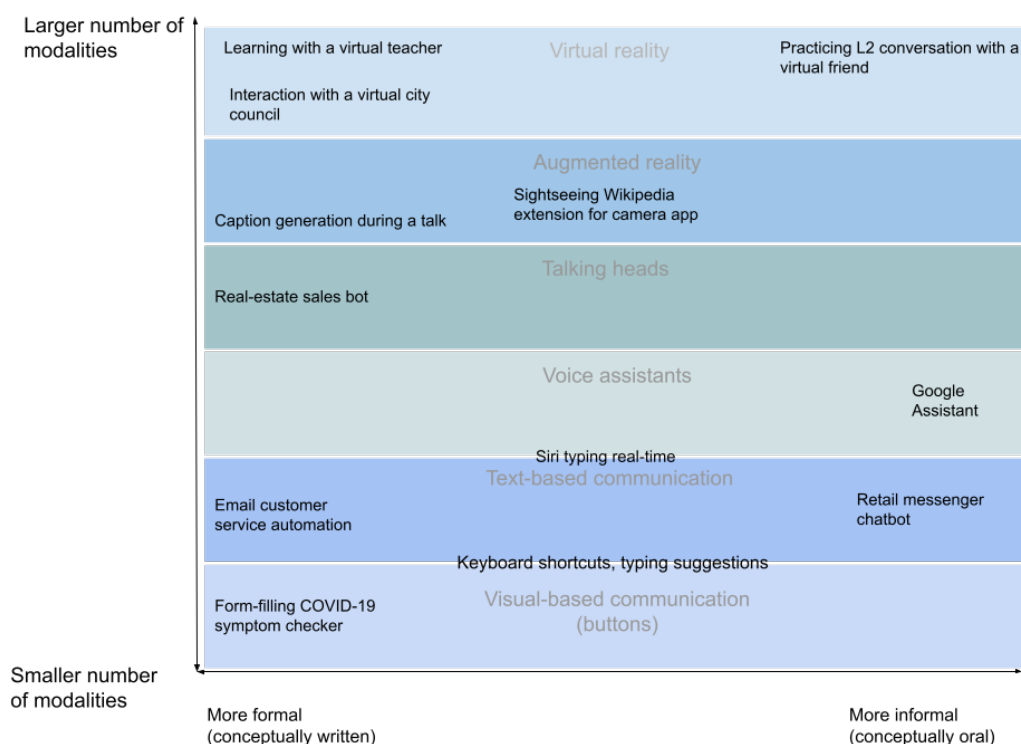 Larger number of
modalities
Learning with a virtual teacher
Virtual reality
Practicing L2 conversation with a
virtual friend
Interaction with a virtual city
council
Augmented reality
Sightseeing Wikipedia
extension for camera app
Caption generation during a talk
Talking heads
Real-estate sales bot
Voice assistants
Google
Assistant
Siri typing real-time
Text-based communication
Email customer
service automation
Retail messenger
chatbot
Keyboard shortcuts, typing suggestions
Visual-based communication
(buttons)
Form-filling COVID-19
symptom checker
Smaller number
of modalities
More formal
(conceptually written)
More informal
(conceptually oral)